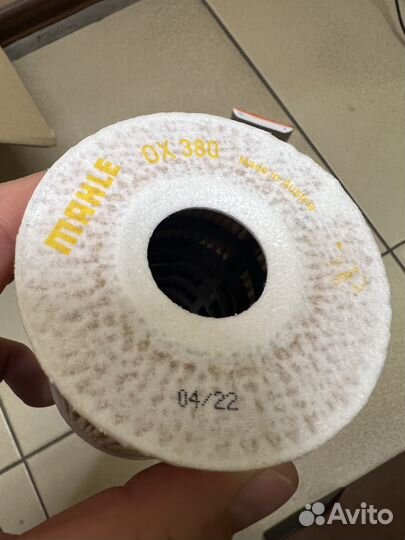 MAHLE
OX 380
Made in Austria
04/22
Avito